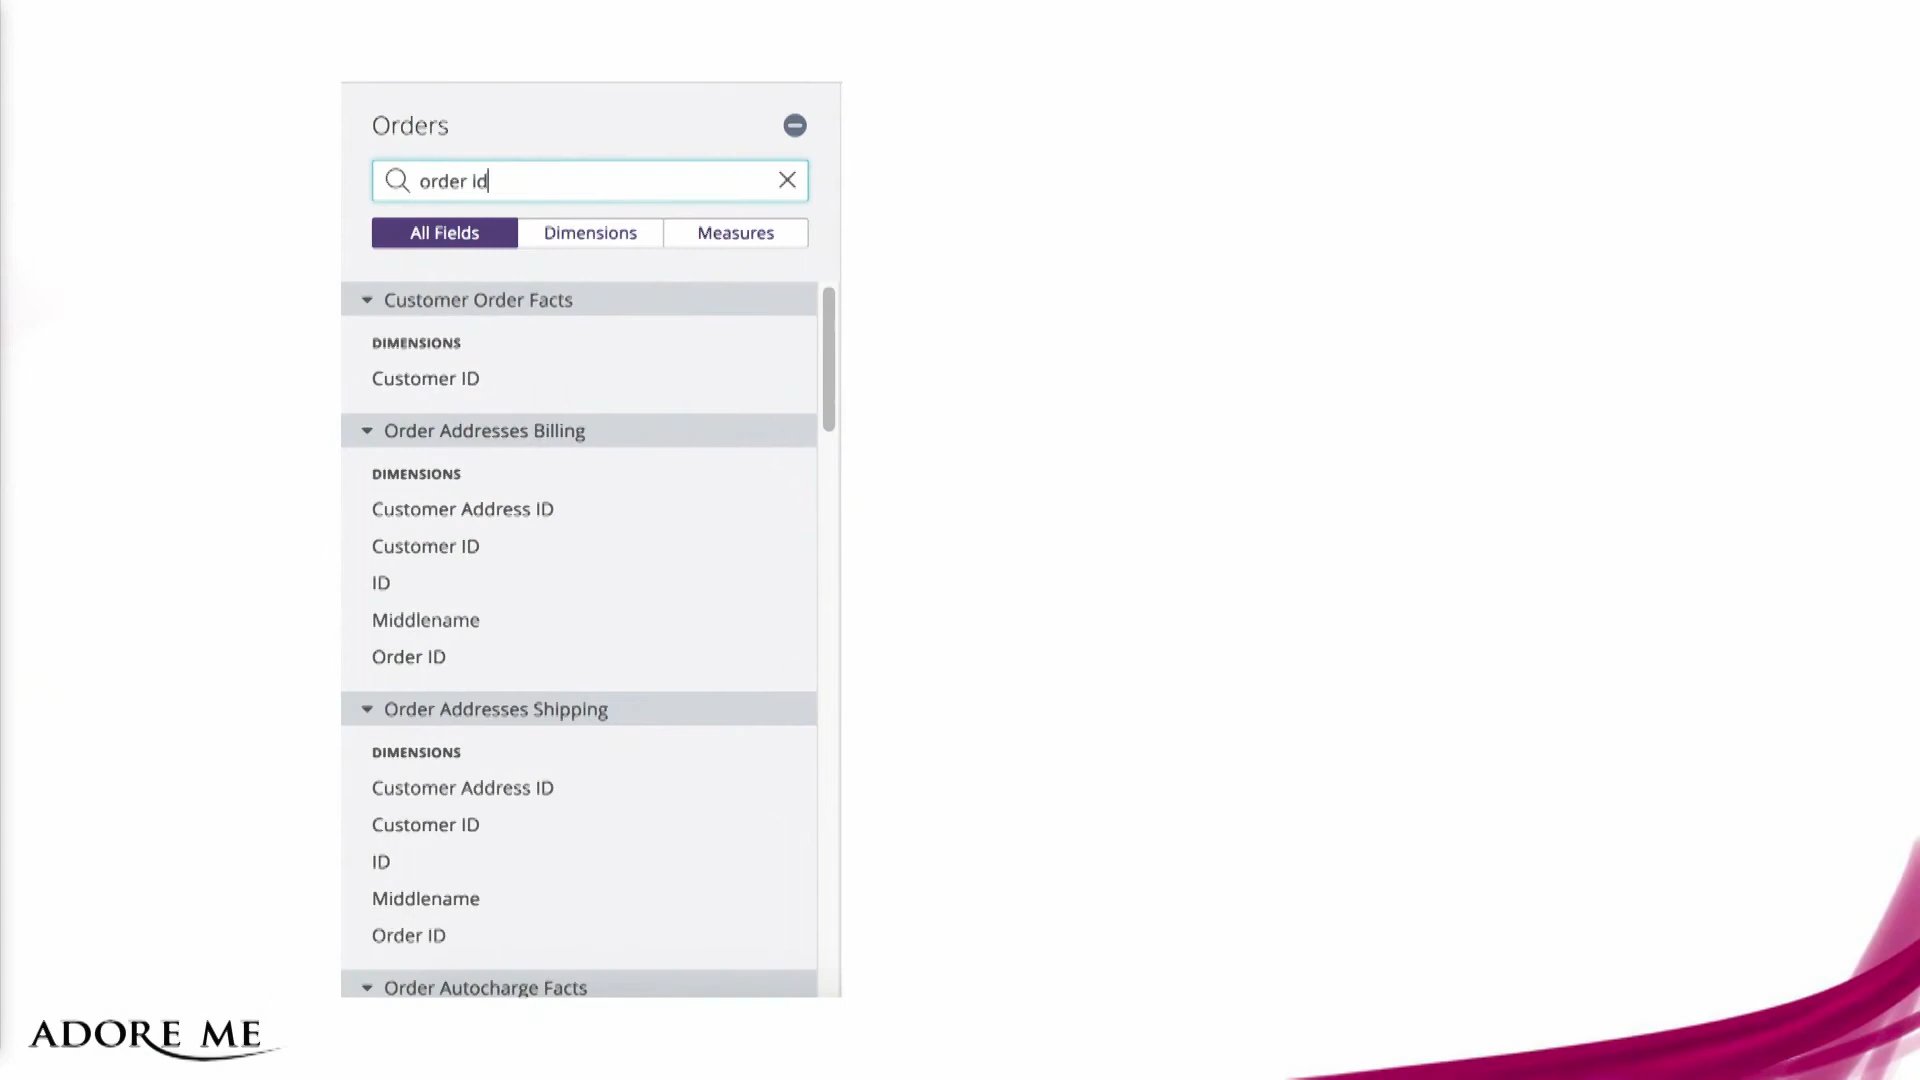 Orders
order id
All Fields Dimensions Measures
Customer Order Facts
DIMENSIONS
Customer ID
Order Addresses Billing
DIMENSIONS
Customer Address ID
Customer ID
ID
Middlename
Order ID
Order Addresses Shipping
DIMENSIONS
Customer Address ID
Customer ID
ID
Middlename
Order ID
Order Autocharge Facts
ADORE ME